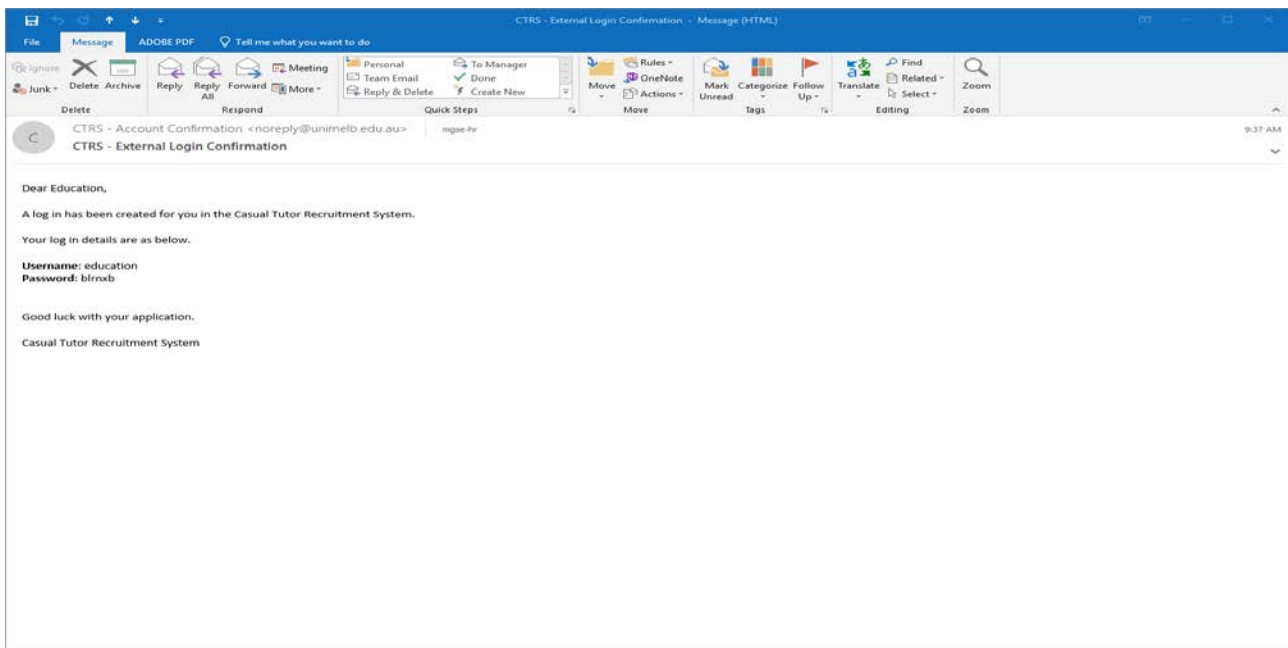 CTRS - External Login Confirmation - Message (HTML)
File Message ADOBE PDF Tell me what you want to do
Ignore
Junk
Delete Archive
Reply Reply All Forward
Meeting
More
Personal To Manager
Team Email Done
Reply & Delete Create New
Move
Rules
OneNote
Actions
Mark Unread Categorize Follow Up
Translate
Find
Related
Select
Zoom
Delete Respond Quick Steps Move Tags Editing Zoom
C
CTRS - Account Confirmation <noreply@unimelb.edu.au> mgse-hr 9:37 AM
CTRS - External Login Confirmation
Dear Education,
A log in has been created for you in the Casual Tutor Recruitment System.
Your log in details are as below.
Username: education
Password: blrnxb
Good luck with your application.
Casual Tutor Recruitment System